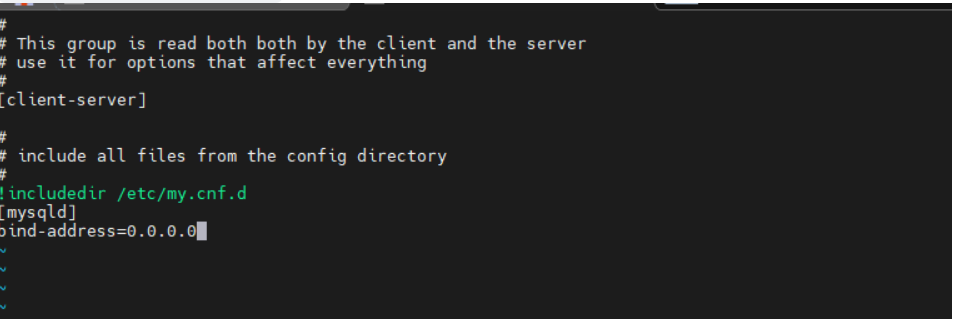 #
# This group is read both both by the client and the server
# use it for options that affect everything
#
[client-server]
#
# include all files from the config directory
#
!includedir /etc/my.cnf.d
[mysqld]
bind-address=0.0.0.0
~
~
~
~